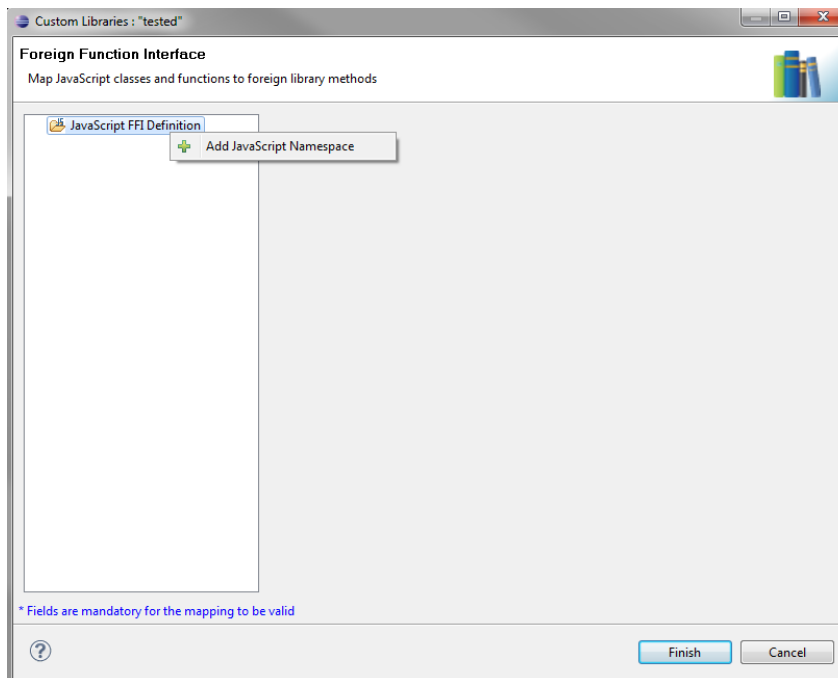 Custom Libraries : "tested"
Foreign Function Interface
Map JavaScript classes and functions to foreign library methods
JavaScript FFI Definition
Add JavaScript Namespace
* Fields are mandatory for the mapping to be valid
?
Finish
Cancel